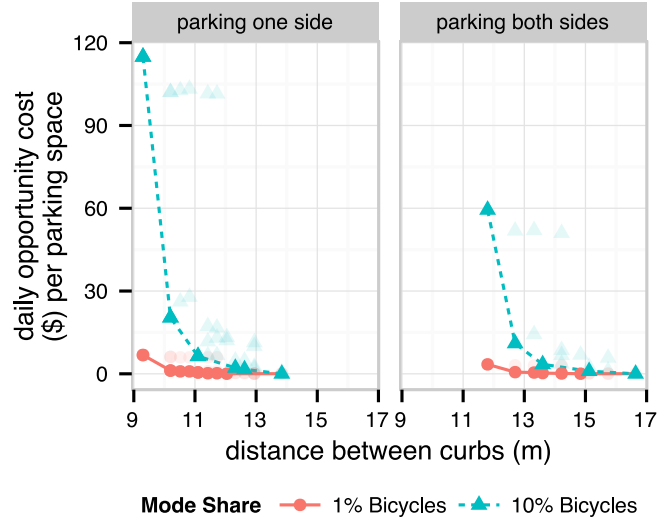 parking one side
parking both sides
120
90
60
30
0
daily opportunity cost
($) per parking space
9 11 13 15 17
9 11 13 15 17
distance between curbs (m)
Mode Share 1% Bicycles 10% Bicycles